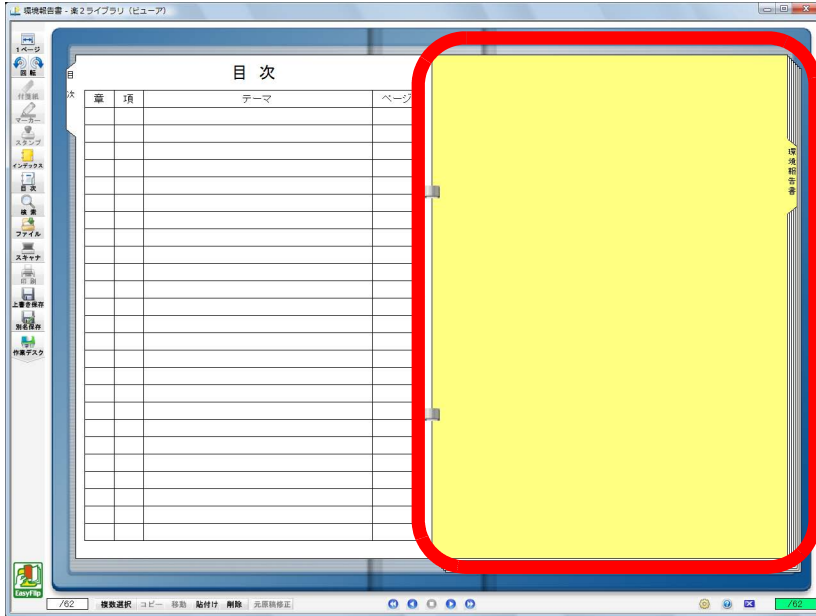 環境報告書 - 楽2ライブラリ（ビューア）
1ページ
回 転
付箋紙
マーカー
スタンプ
インデックス
目 次
検 索
ファイル
スキャナ
印 刷
上書き保存
別名保存
作業デスク
EasyFlip
目次
目 次
章 項 テーマ ページ
環境報告書
/62 複数選択 コピー 移動 貼付け 削除 元原稿修正 /62